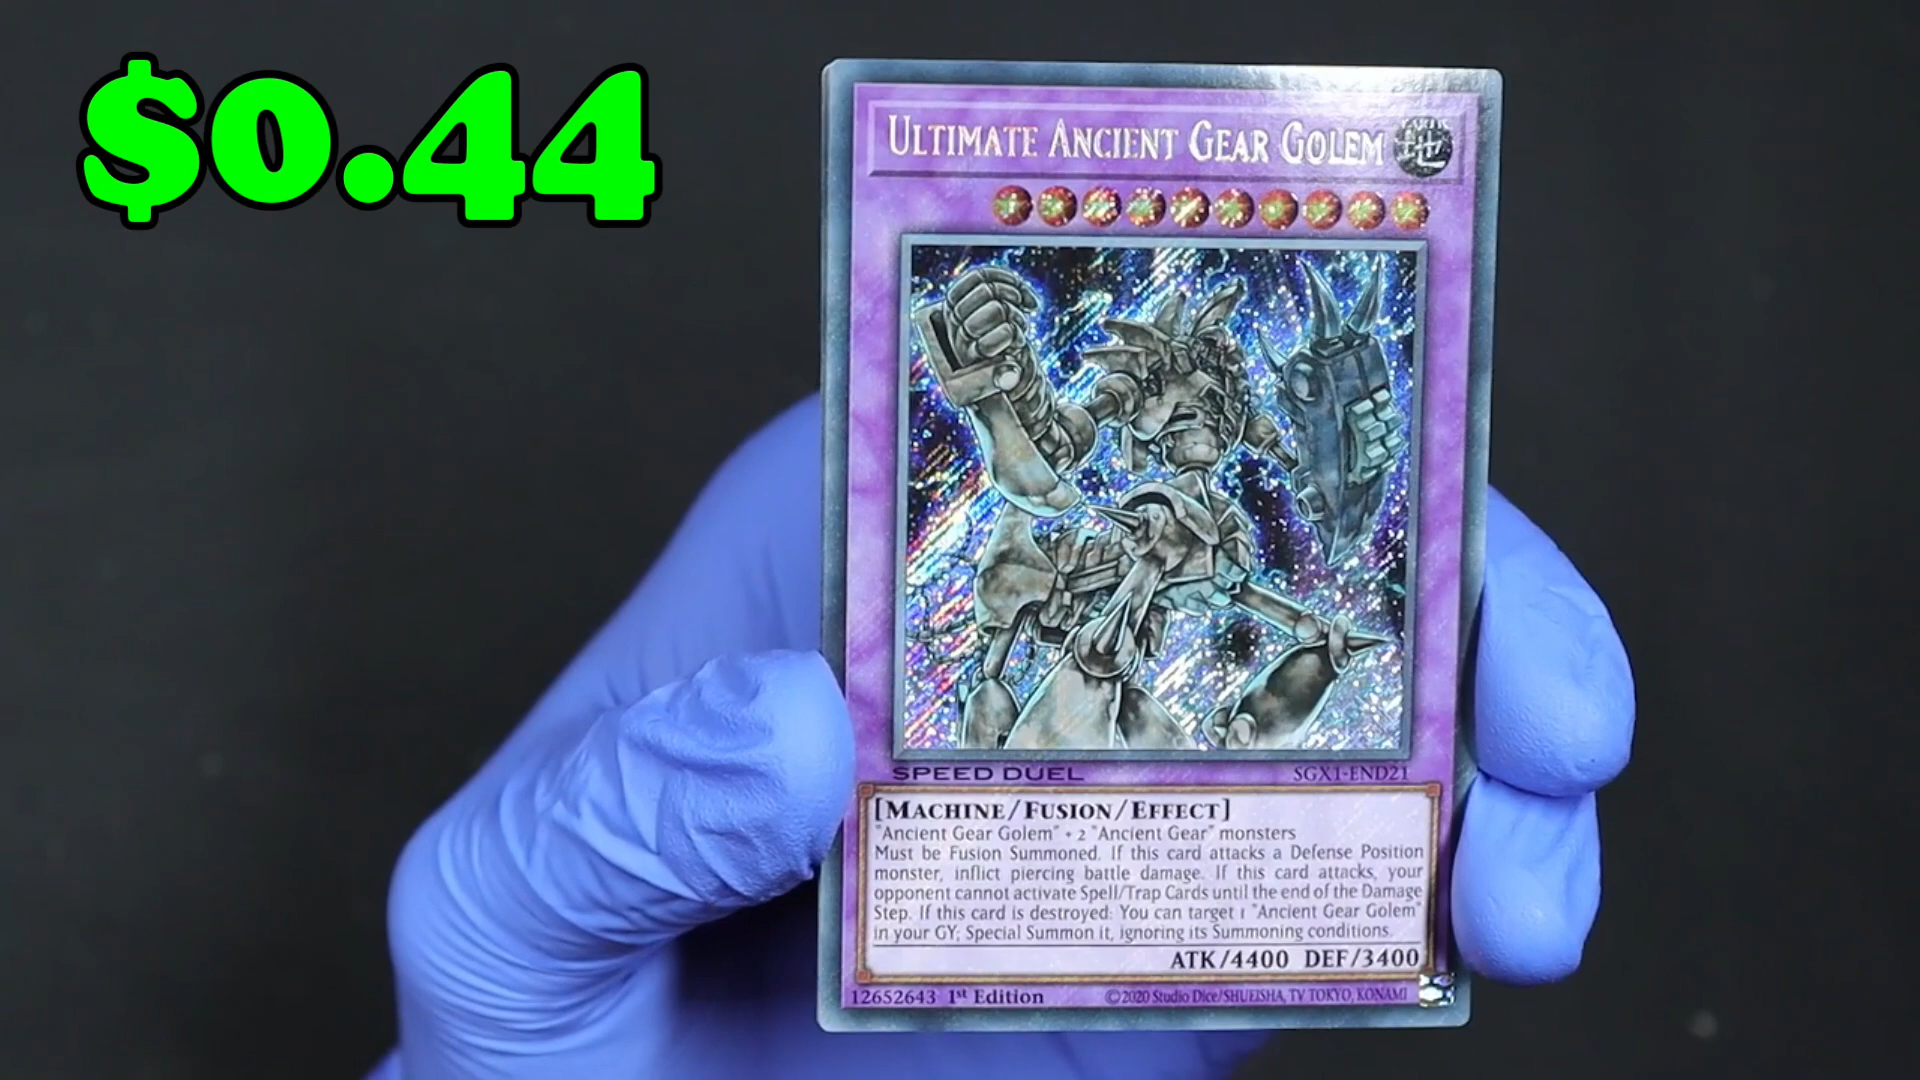 $0.44
ULTIMATE ANCIENT GEAR GOLEM
EARTH
地
SPEED DUEL
SGX1-END21
[MACHINE/FUSION/EFFECT]
"Ancient Gear Golem" + 2 "Ancient Gear" monsters
Must be Fusion Summoned. If this card attacks a Defense Position
monster, inflict piercing battle damage. If this card attacks, your
opponent cannot activate Spell/Trap Cards until the end of the Damage
Step. If this card is destroyed: You can target 1 "Ancient Gear Golem"
in your GY; Special Summon it, ignoring its Summoning conditions.
ATK/4400 DEF/3400
12652643 1st Edition
©2020 Studio Dice/SHUEISHA, TV TOKYO, KONAMI